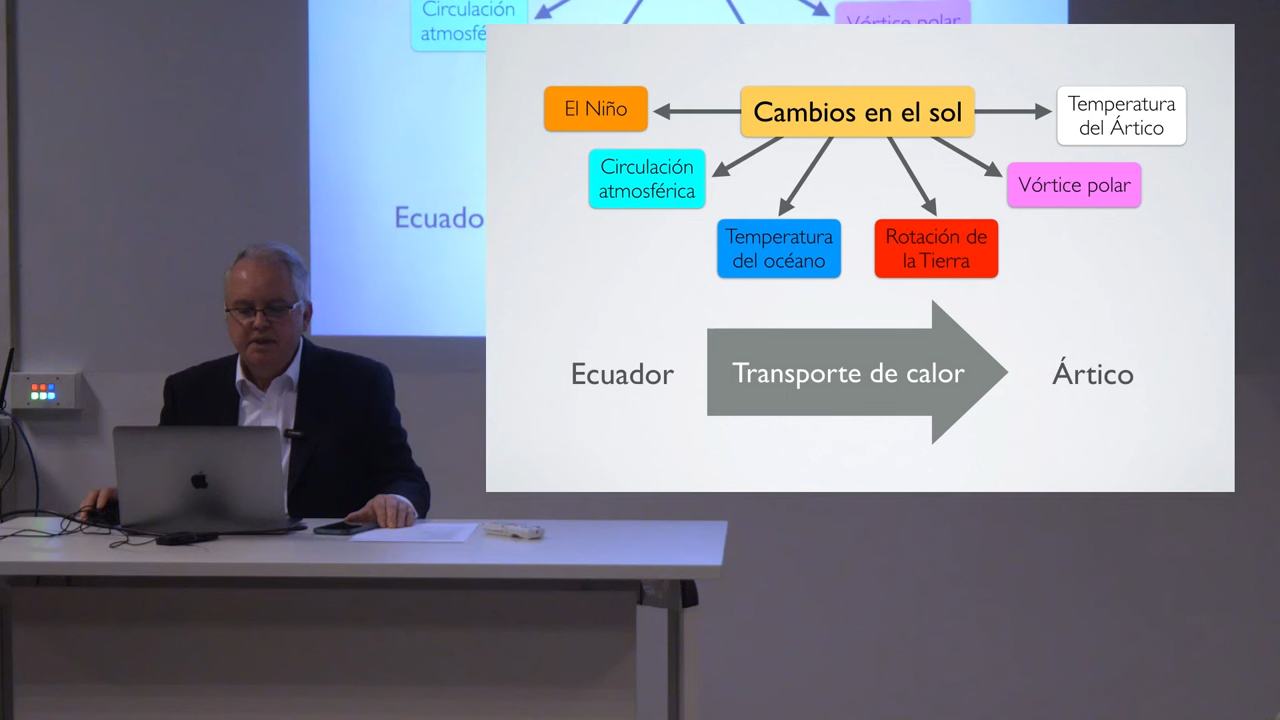 Circulación
atmosfé
Vórtice polar
Ecuado
El Niño
Cambios en el sol
Temperatura
del Ártico
Circulación
atmosférica
Vórtice polar
Temperatura
del océano
Rotación de
la Tierra
Ecuador
Transporte de calor
Ártico